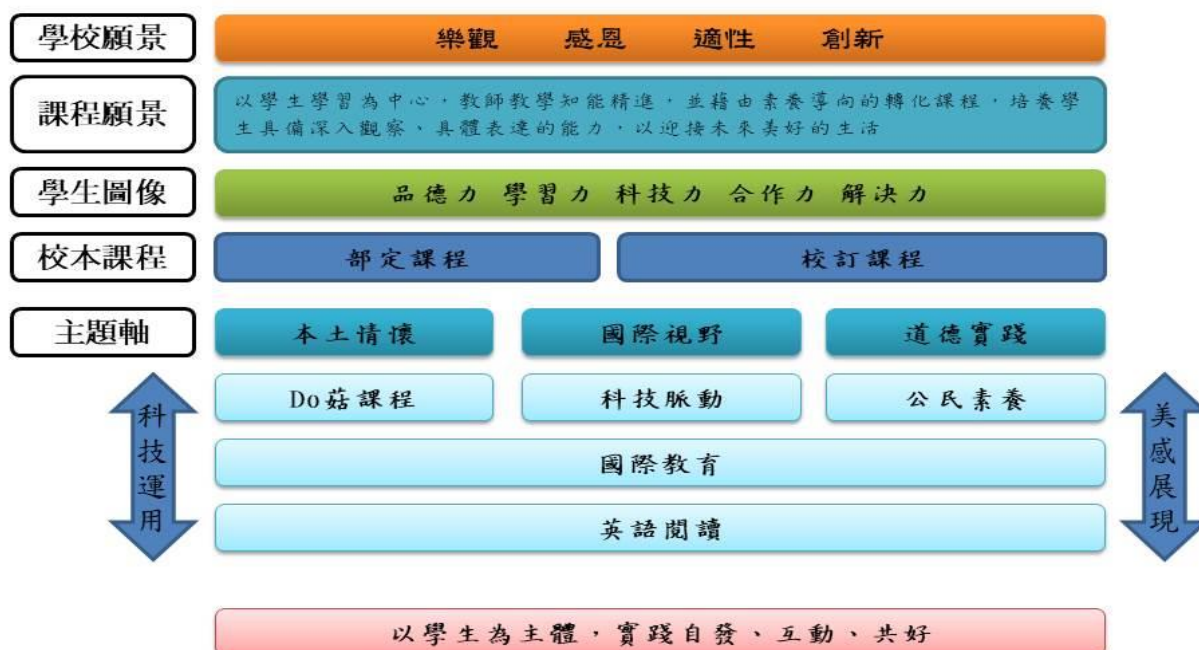 學校願景
樂觀 感恩 適性 創新
課程願景
以學生學習為中心，教師教學知能精進，並藉由素養導向的轉化課程，培養學
生具備深入觀察、具體表達的能力，以迎接未來美好的生活
學生圖像
品德力 學習力 科技力 合作力 解決力
校本課程
部定課程
校訂課程
主題軸
本土情懷
國際視野
道德實踐
Do菇課程
科技脈動
公民素養
國際教育
英語閱讀
科技運用
美感展現
以學生為主體，實踐自發、互動、共好